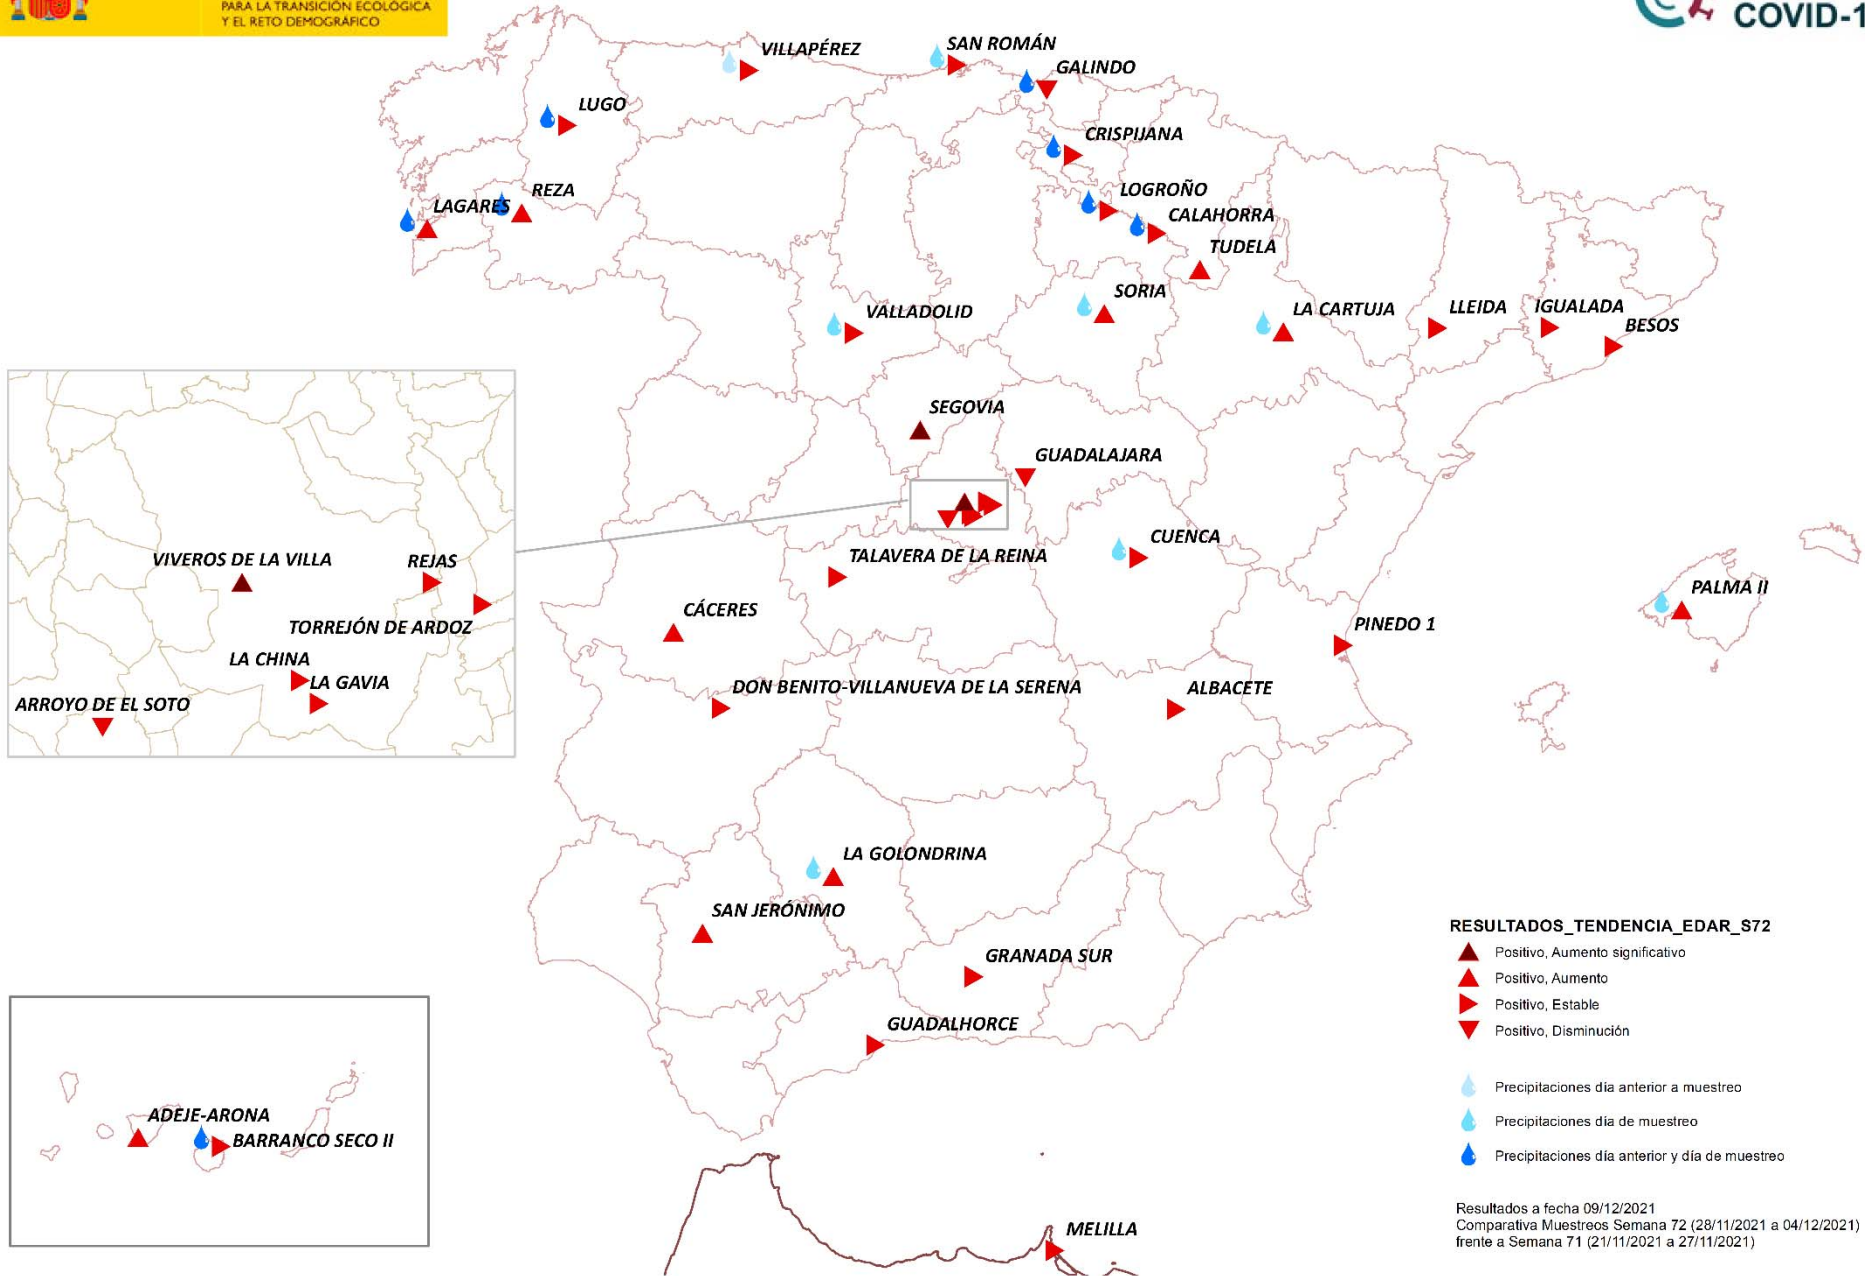 PARA LA TRANSICIÓN ECOLÓGICA
Y EL RETO DEMOGRÁFICO
COVID-1
VILLAPÉREZ
SAN ROMÁN
GALINDO
LUGO
CRISPIJANA
REZA
LAGARES
LOGROÑO
CALAHORRA
TUDELA
SORIA
VALLADOLID
LA CARTUJA
LLEIDA
IGUALADA
BESOS
SEGOVIA
GUADALAJARA
CUENCA
TALAVERA DE LA REINA
VIVEROS DE LA VILLA
REJAS
TORREJÓN DE ARDOZ
LA CHINA
LA GAVIA
ARROYO DE EL SOTO
CÁCERES
PALMA II
PINEDO 1
DON BENITO-VILLANUEVA DE LA SERENA
ALBACETE
LA GOLONDRINA
SAN JERÓNIMO
GRANADA SUR
GUADALHORCE
ADEJE-ARONA
BARRANCO SECO II
MELILLA
RESULTADOS_TENDENCIA_EDAR_S72
Positivo, Aumento significativo
Positivo, Aumento
Positivo, Estable
Positivo, Disminución
Precipitaciones día anterior a muestreo
Precipitaciones día de muestreo
Precipitaciones día anterior y día de muestreo
Resultados a fecha 09/12/2021
Comparativa Muestreos Semana 72 (28/11/2021 a 04/12/2021)
frente a Semana 71 (21/11/2021 a 27/11/2021)